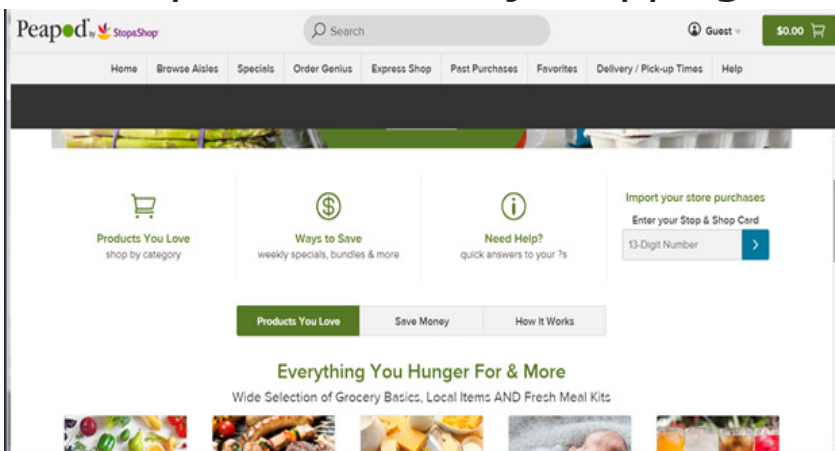 Peapod by Stop&Shop
Search
Guest
$0.00
Home Browse Aisles Specials Order Genius Express Shop Past Purchases Favorites Delivery / Pick-up Times Help
Products You Love
shop by category
Ways to Save
weekly specials, bundles & more
Need Help?
quick answers to your ?s
Import your store purchases
Enter your Stop & Shop Card
13-Digit Number
Products You Love Save Money How It Works
Everything You Hunger For & More
Wide Selection of Grocery Basics, Local Items AND Fresh Meal Kits